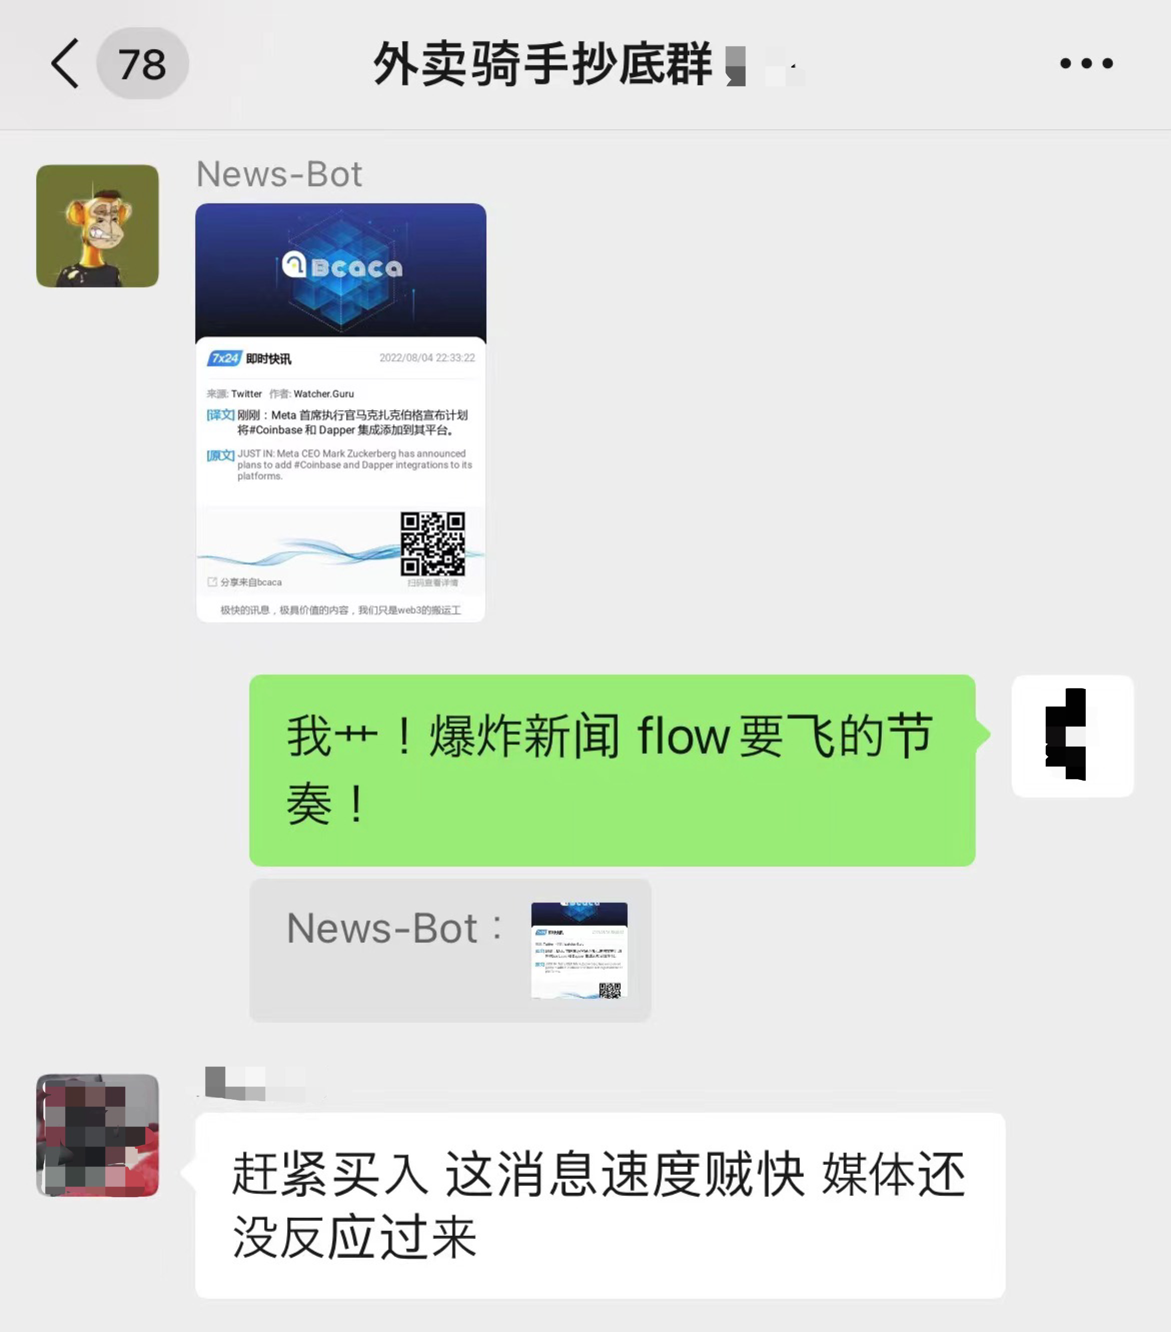 78
外卖骑手抄底群
News-Bot
Bcaca
7x24 即时快讯 2022/08/04 22:33:22
来源: Twitter 作者: Watcher.Guru
[译文] 刚刚：Meta 首席执行官马克扎克伯格宣布计划
将#Coinbase 和 Dapper 集成添加到其平台。
[原文] JUST IN: Meta CEO Mark Zuckerberg has announced
plans to add #Coinbase and Dapper integrations to its
platforms.
分享来自bcaca
扫码查看详情
极快的讯息，极具价值的内容，我们只是web3的搬运工
我艹！爆炸新闻 flow要飞的节
奏！
News-Bot：
赶紧买入 这消息速度贼快 媒体还
没反应过来